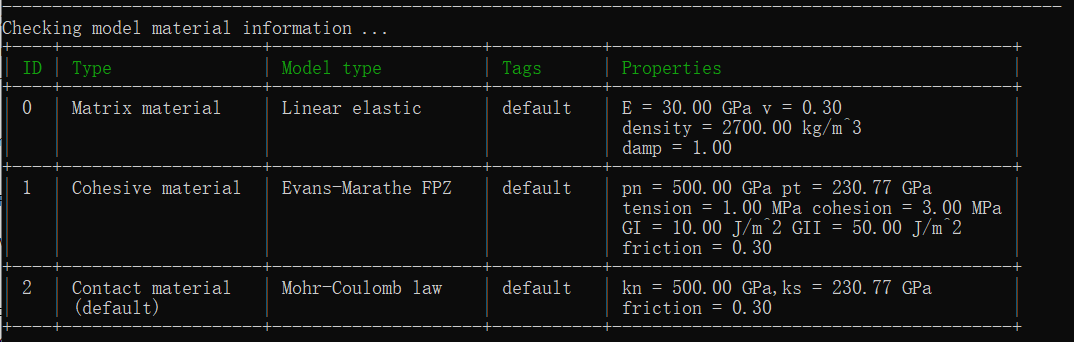 Checking model material information ...
ID Type Model type Tags Properties
0 Matrix material Linear elastic default E = 30.00 GPa v = 0.30
density = 2700.00 kg/m^3
damp = 1.00
1 Cohesive material Evans-Marathe FPZ default pn = 500.00 GPa pt = 230.77 GPa
tension = 1.00 MPa cohesion = 3.00 MPa
GI = 10.00 J/m^2 GII = 50.00 J/m^2
friction = 0.30
2 Contact material Mohr-Coulomb law default kn = 500.00 GPa,ks = 230.77 GPa
(default) friction = 0.30